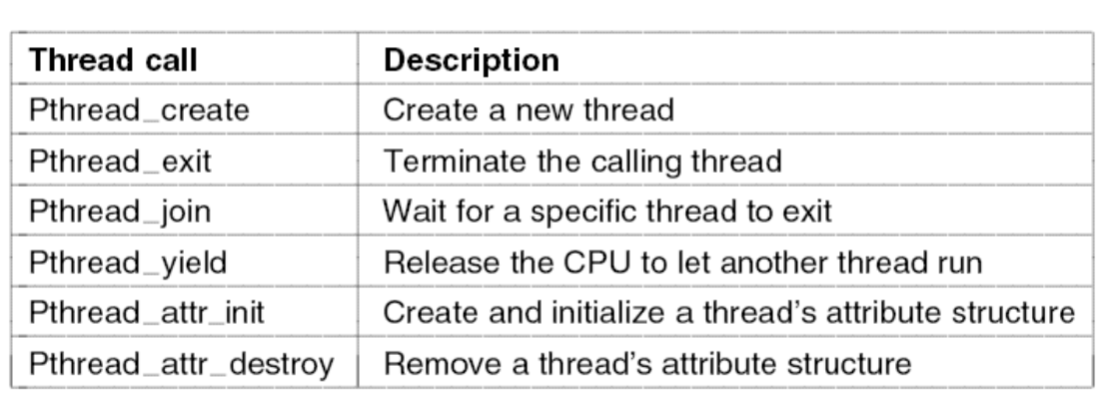 Thread call Description
Pthread_create Create a new thread
Pthread_exit Terminate the calling thread
Pthread_join Wait for a specific thread to exit
Pthread_yield Release the CPU to let another thread run
Pthread_attr_init Create and initialize a thread's attribute structure
Pthread_attr_destroy Remove a thread's attribute structure